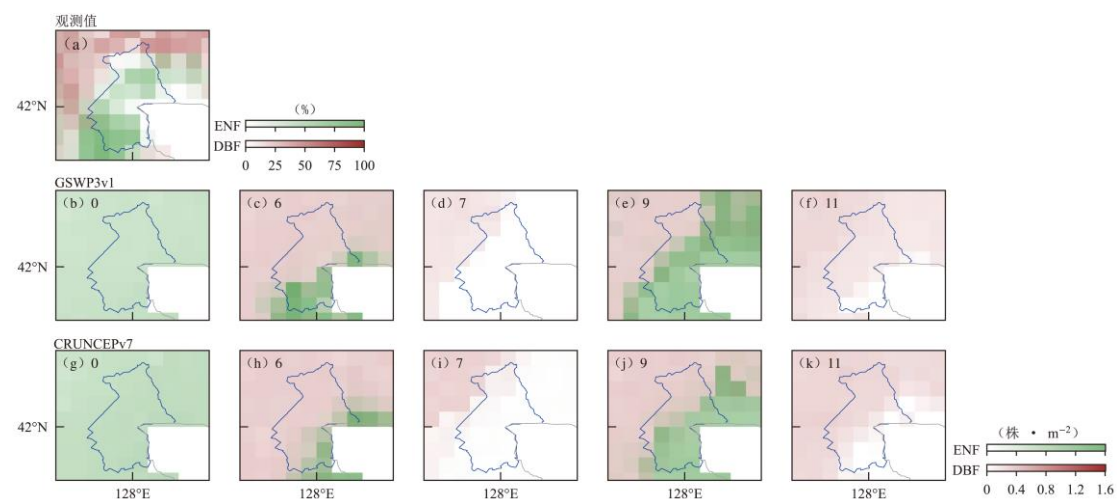 观测值
(a)
42°N
(%)
ENF
DBF
0 25 50 75 100
GSWP3v1
(b) 0 (c) 6 (d) 7 (e) 9 (f) 11
42°N
CRUNCEPv7
(g) 0 (h) 6 (i) 7 (j) 9 (k) 11
42°N
(株 · m⁻²)
ENF
DBF
0 0.4 0.8 1.2 1.6
128°E 128°E 128°E 128°E 128°E